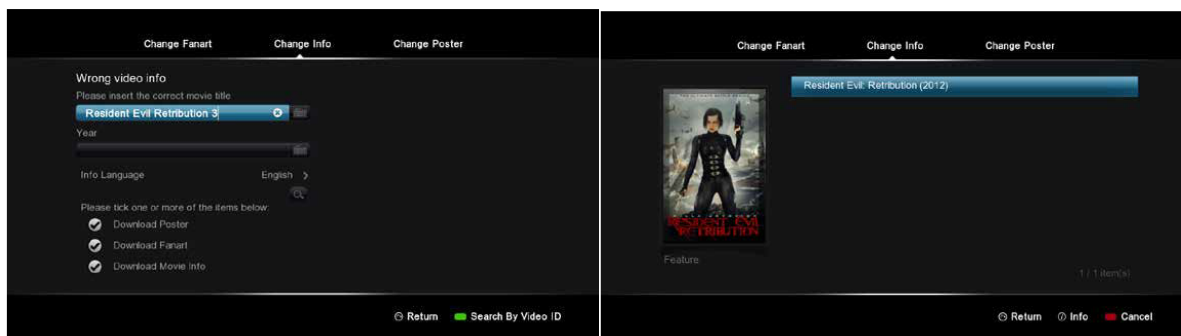 Change Fanart Change Info Change Poster
Wrong video info
Please insert the correct movie title
Resident Evil Retribution 3
Year
Info Language English
Please tick one or more of the items below:
Download Poster
Download Fanart
Download Movie Info
Return Search By Video ID
Change Fanart Change Info Change Poster
Resident Evil: Retribution (2012)
RESIDENT EVIL
RETRIBUTION
Feature
1 / 1 item(s)
Return Info Cancel